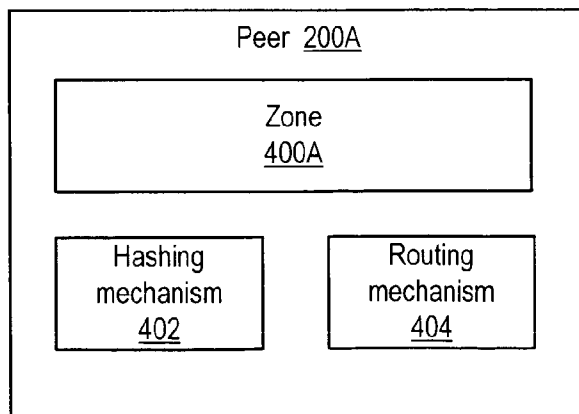 Peer 200A
Zone
400A
Hashing
mechanism
402
Routing
mechanism
404